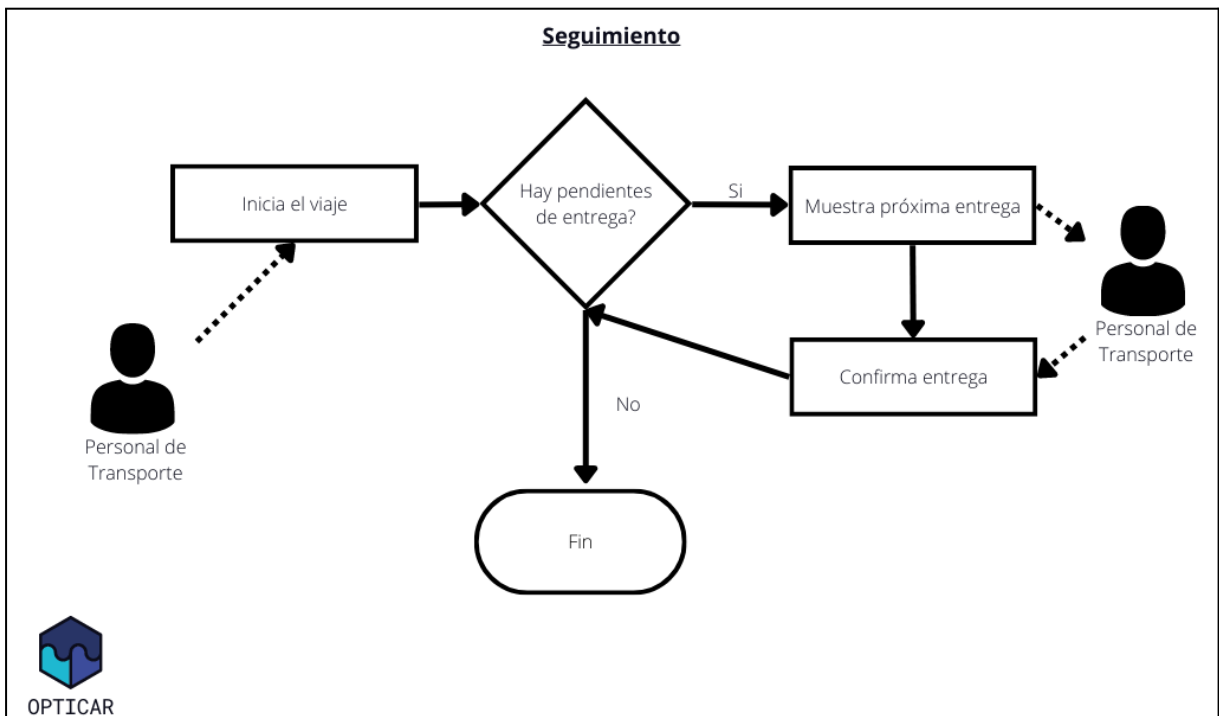 Seguimiento
Inicia el viaje
Hay pendientes
de entrega?
Si
Muestra próxima entrega
Personal de
Transporte
Confirma entrega
No
Personal de
Transporte
Fin
OPTICAR